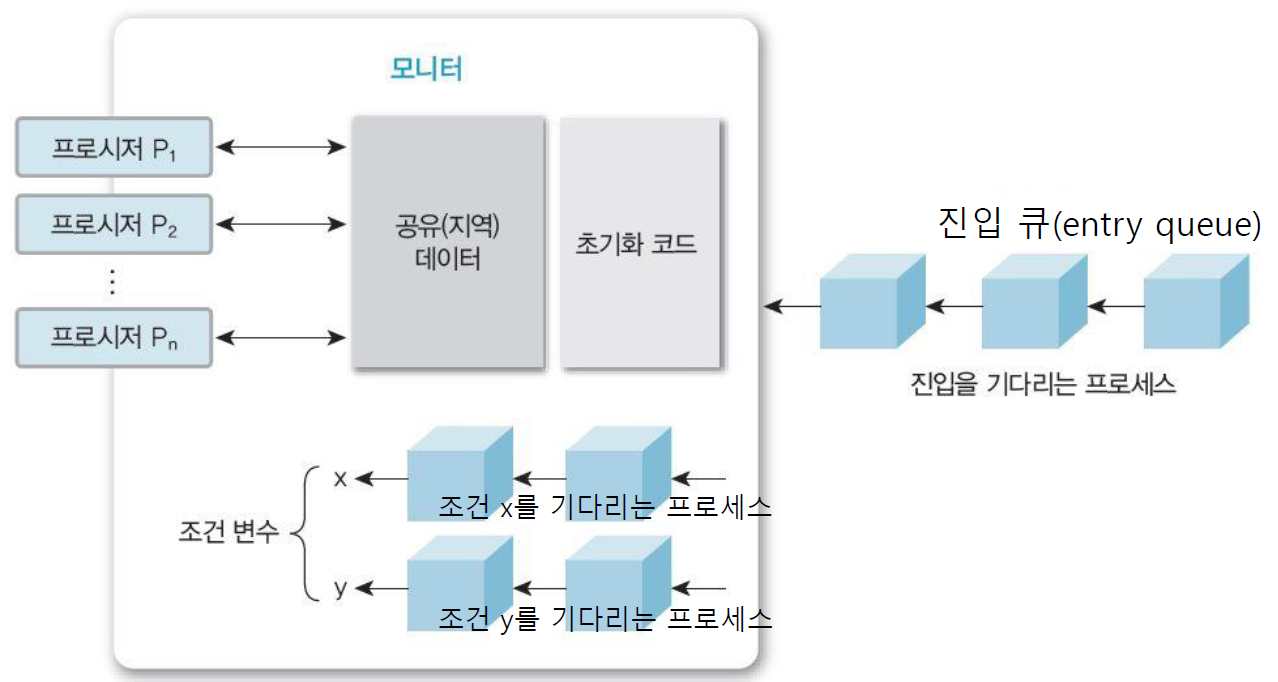 모니터
프로시저 P1
프로시저 P2
⋮
프로시저 Pn
공유(지역)
데이터
초기화 코드
진입 큐(entry queue)
진입을 기다리는 프로세스
조건 변수
x
조건 x를 기다리는 프로세스
y
조건 y를 기다리는 프로세스